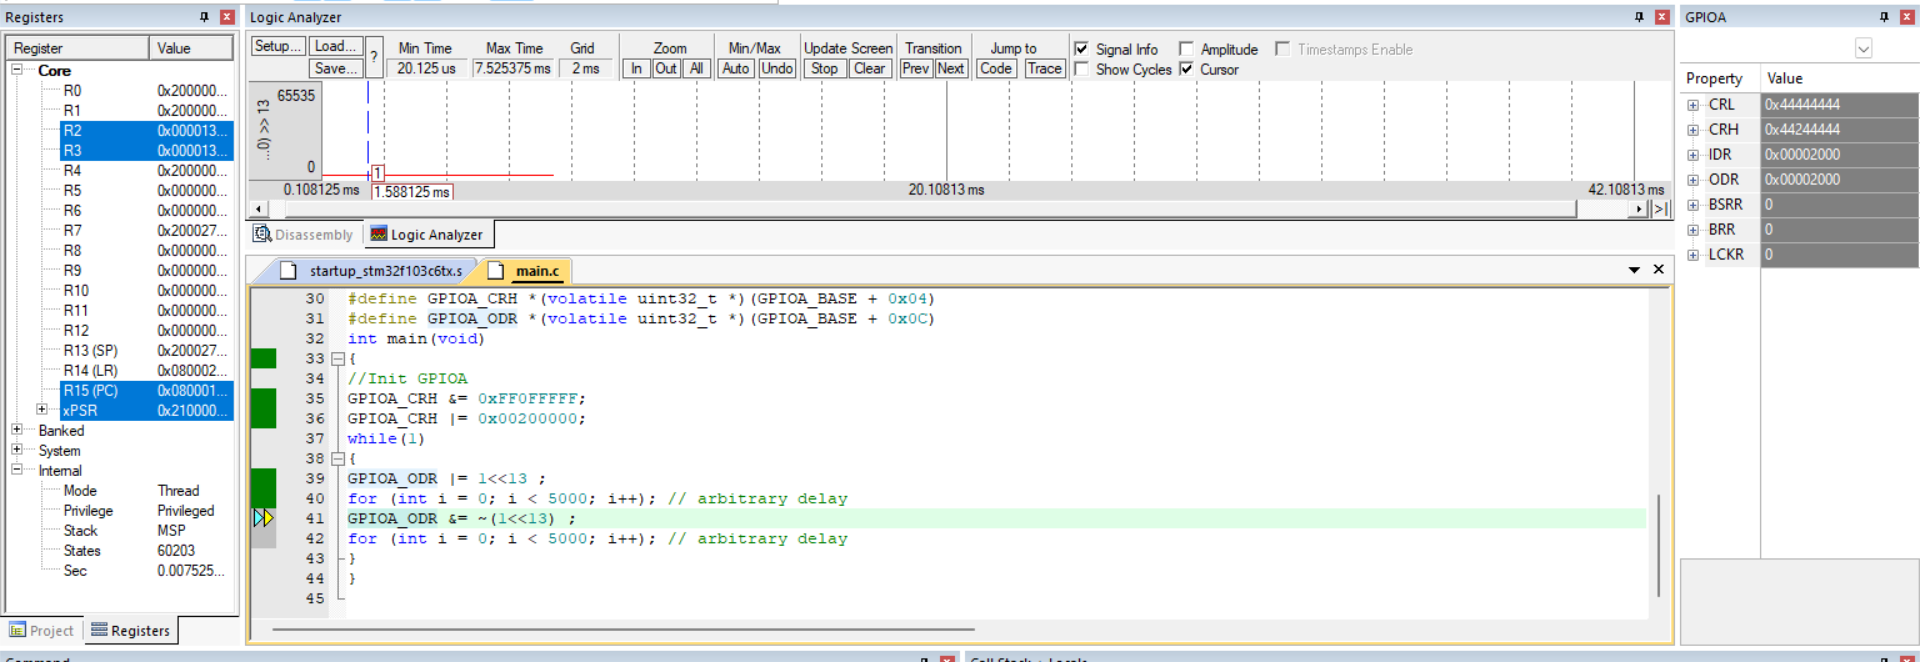 Registers
Register Value
Core
R0 0x200000...
R1 0x200000...
R2 0x000013...
R3 0x000013...
R4 0x200000...
R5 0x000000...
R6 0x000000...
R7 0x200027...
R8 0x000000...
R9 0x000000...
R10 0x000000...
R11 0x000000...
R12 0x000000...
R13 (SP) 0x200027...
R14 (LR) 0x080002...
R15 (PC) 0x080001...
xPSR 0x210000...
Banked
System
Internal
Mode Thread
Privilege Privileged
Stack MSP
States 60203
Sec 0.007525...
Project Registers
Logic Analyzer
Setup... Load... ? Min Time Max Time Grid Zoom Min/Max Update Screen Transition Jump to Signal Info Amplitude Timestamps Enable
Save... 20.125 us 7.525375 ms 2 ms In Out All Auto Undo Stop Clear Prev Next Code Trace Show Cycles Cursor
65535
...0) >> 13
0
1
0.108125 ms 1.588125 ms 20.10813 ms 42.10813 ms
Disassembly Logic Analyzer
startup_stm32f103c6tx.s main.c
30 #define GPIOA_CRH *(volatile uint32_t *)(GPIOA_BASE + 0x04)
31 #define GPIOA_ODR *(volatile uint32_t *)(GPIOA_BASE + 0x0C)
32 int main(void)
33 {
34 //Init GPIOA
35 GPIOA_CRH &= 0xFF0FFFFF;
36 GPIOA_CRH |= 0x00200000;
37 while(1)
38 {
39 GPIOA_ODR |= 1<<13 ;
40 for (int i = 0; i < 5000; i++); // arbitrary delay
41 GPIOA_ODR &= ~(1<<13) ;
42 for (int i = 0; i < 5000; i++); // arbitrary delay
43 }
44 }
45
GPIOA
Property Value
CRL 0x44444444
CRH 0x44244444
IDR 0x00002000
ODR 0x00002000
BSRR 0
BRR 0
LCKR 0
Command
Call Stack + Locals